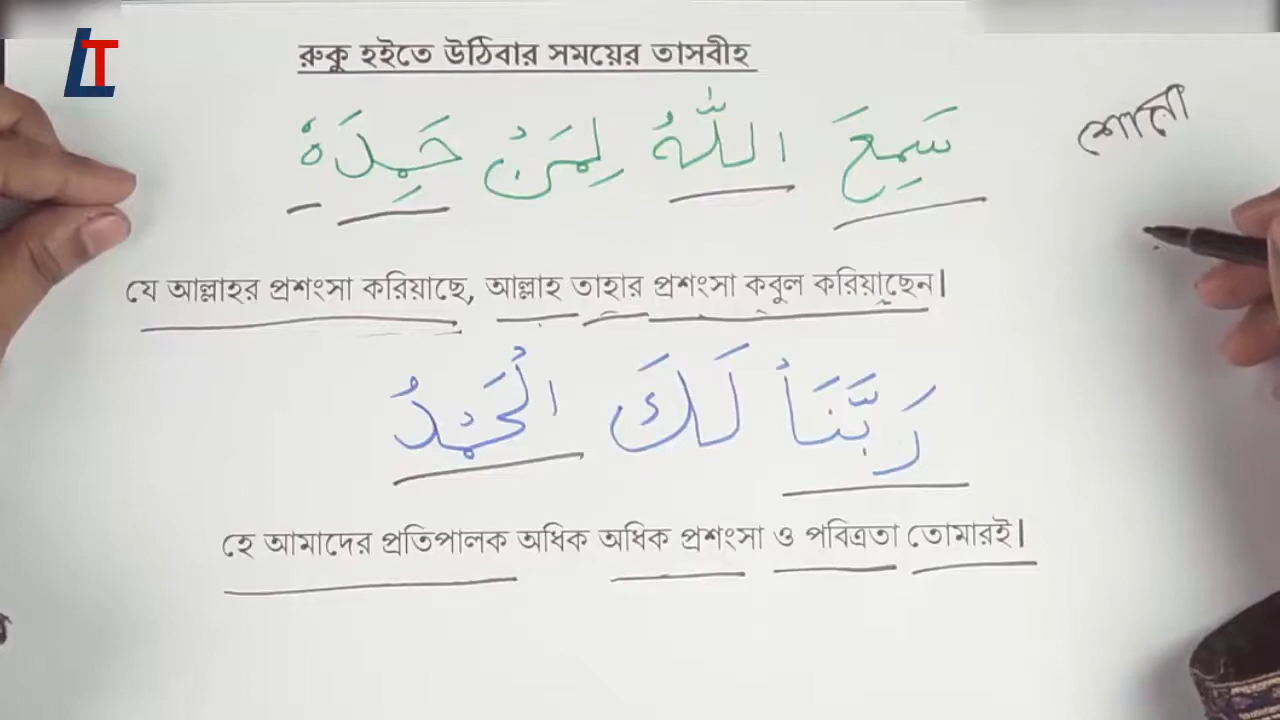 LT
রুকু হইতে উঠিবার সময়ের তাসবীহ
শোনো
سَمِعَ اللّٰهُ لِمَنْ حَمِدَهٗ
যে আল্লাহর প্রশংসা করিয়াছে, আল্লাহ তাহার প্রশংসা কবুল করিয়াছেন।
رَبَّنَا لَكَ الْحَمْدُ
হে আমাদের প্রতিপালক অধিক অধিক প্রশংসা ও পবিত্রতা তোমারই।